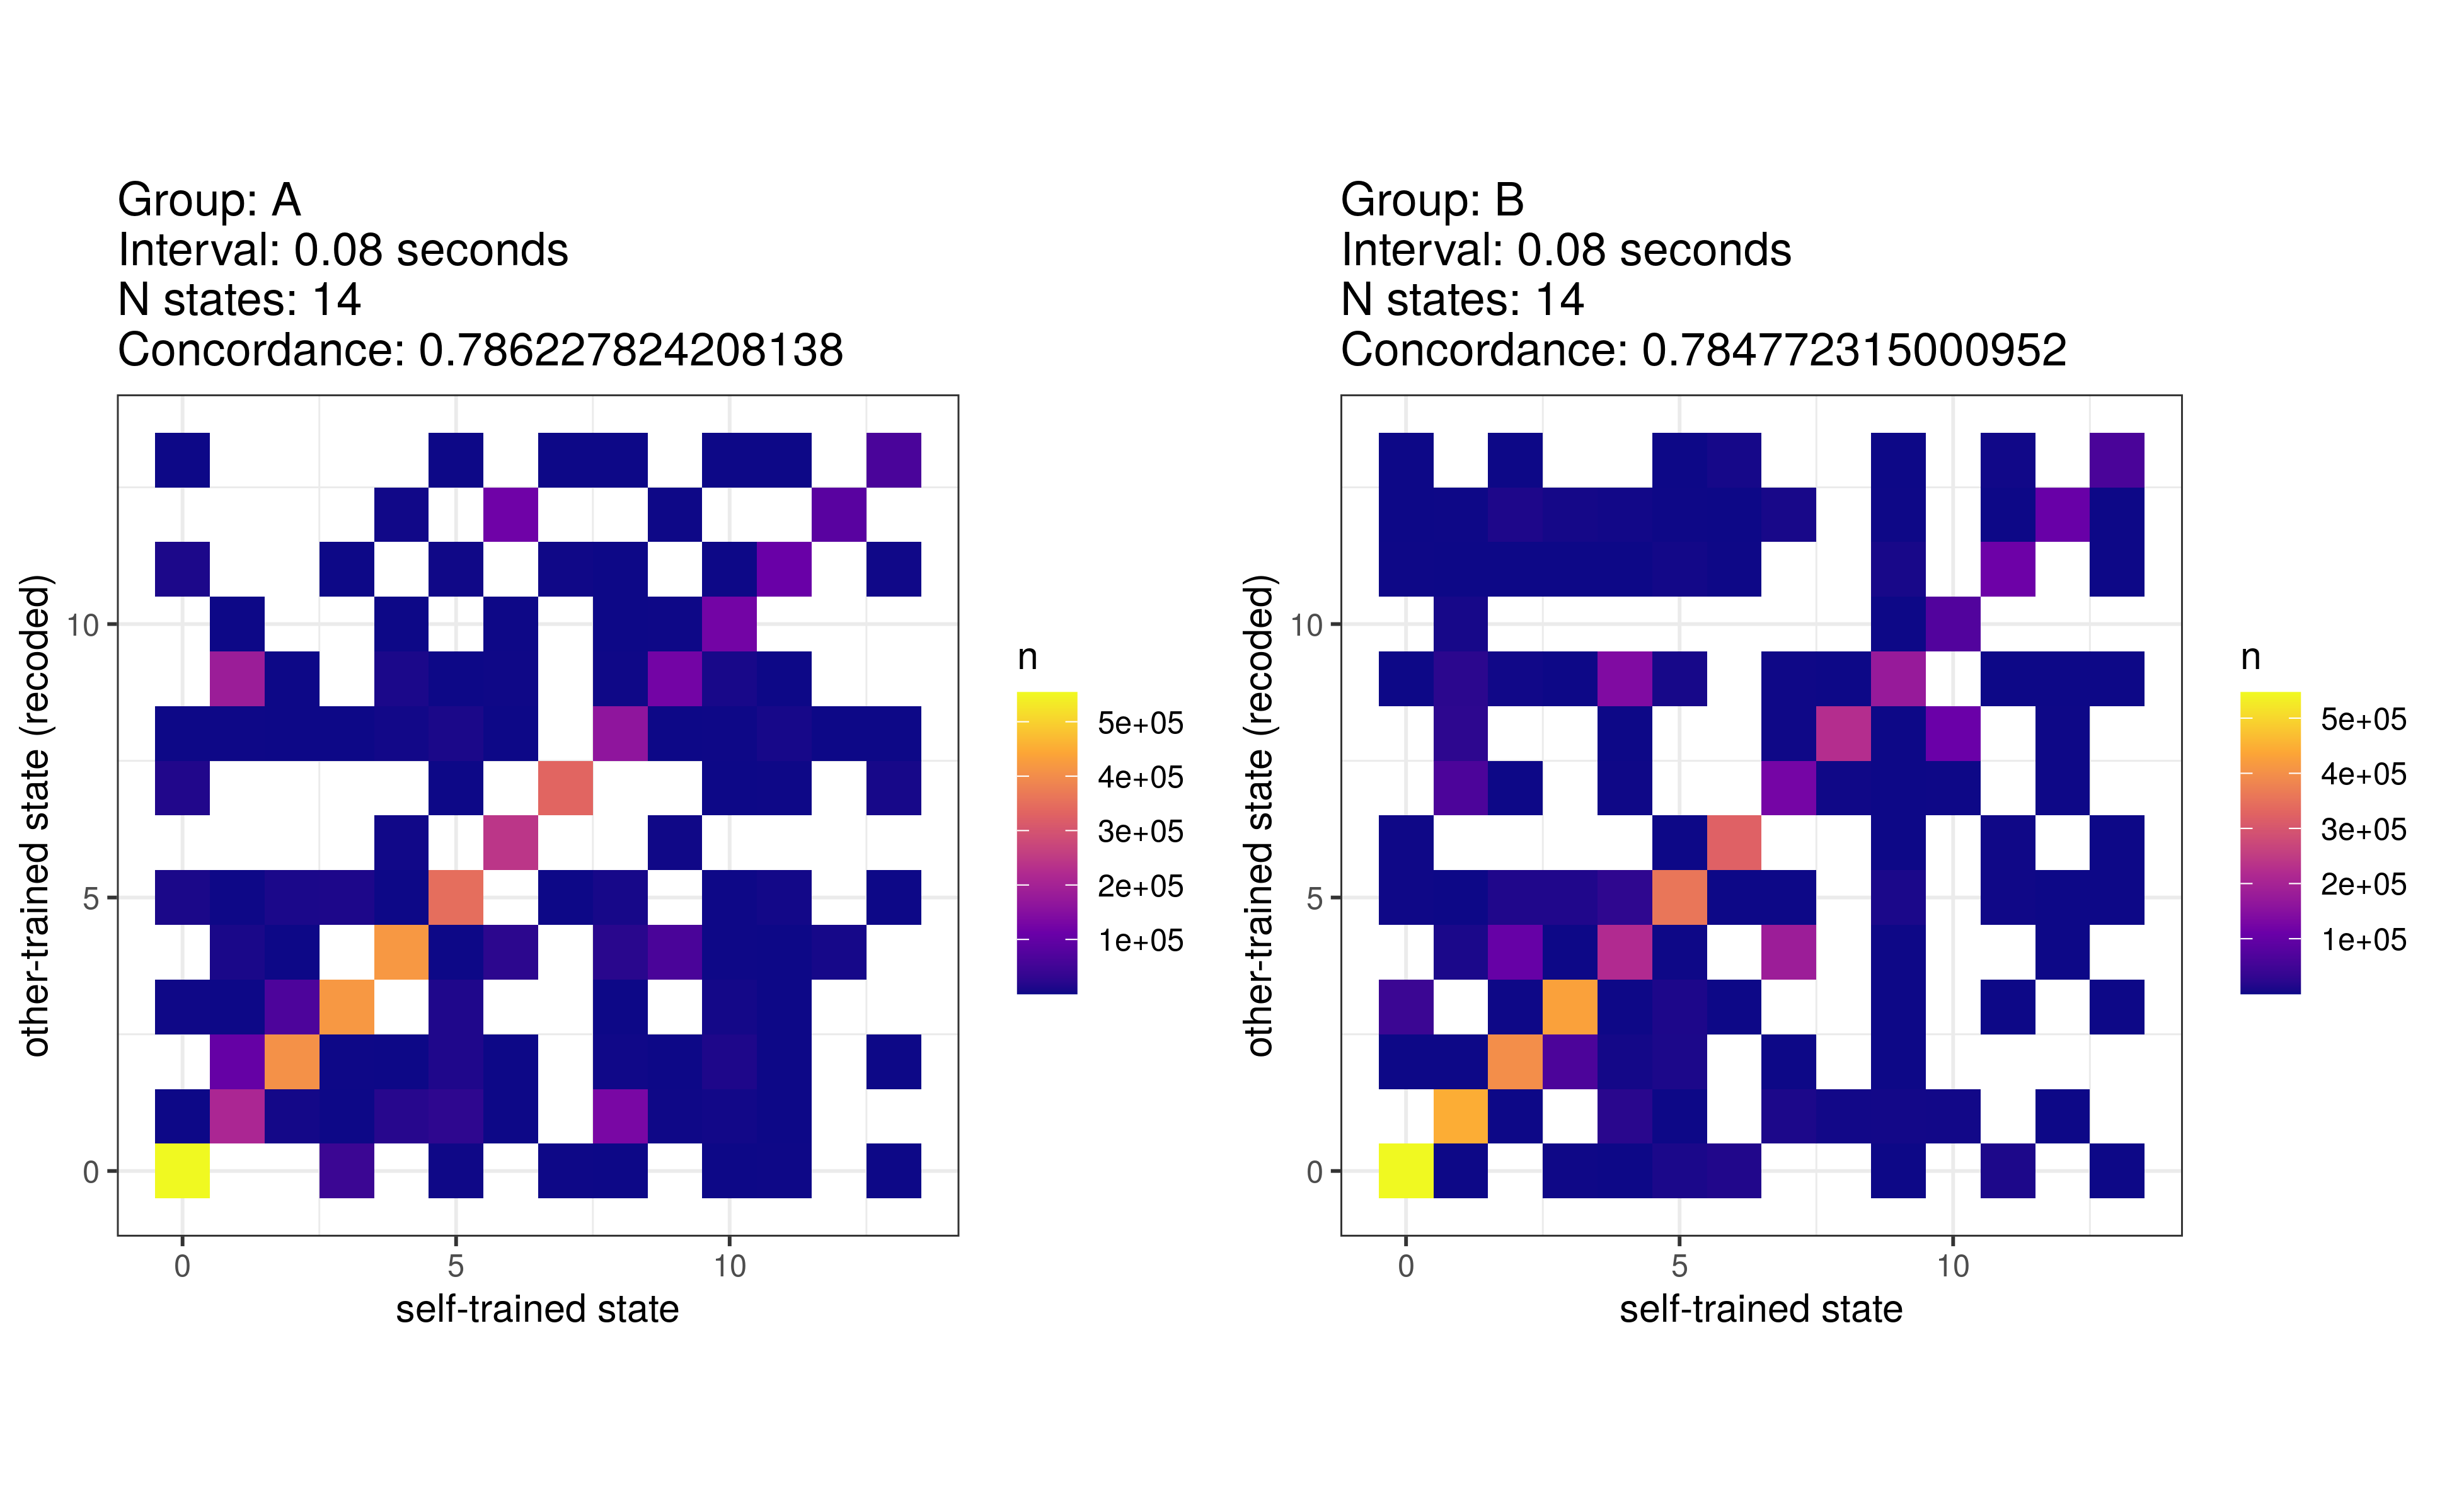 Group: A
Interval: 0.08 seconds
N states: 14
Concordance: 0.786227824208138
other-trained state (recoded)
10
5
0
0 5 10
self-trained state
n
5e+05
4e+05
3e+05
2e+05
1e+05
Group: B
Interval: 0.08 seconds
N states: 14
Concordance: 0.784772315000952
other-trained state (recoded)
10
5
0
0 5 10
self-trained state
n
5e+05
4e+05
3e+05
2e+05
1e+05